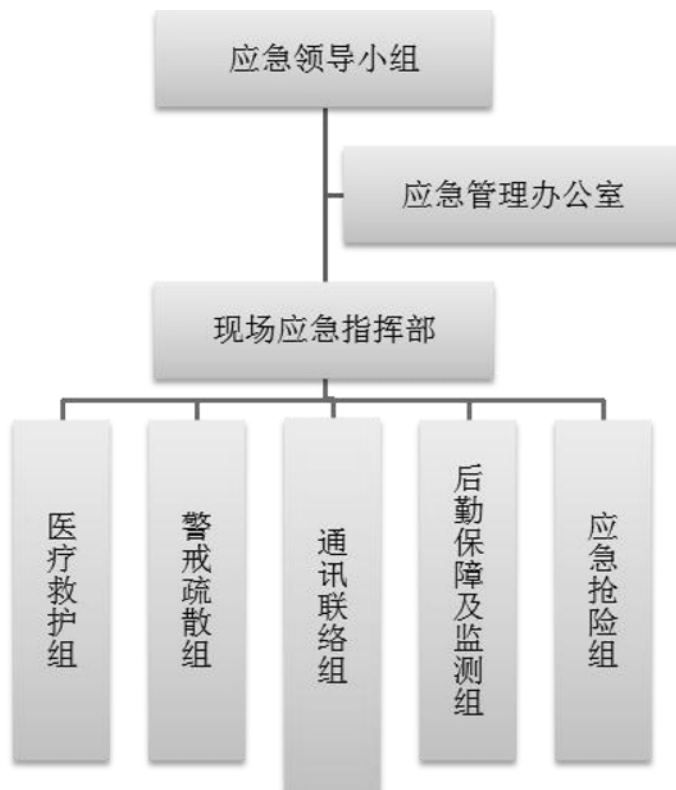 应急领导小组
应急管理办公室
现场应急指挥部
医疗救护组
警戒疏散组
通讯联络组
后勤保障及监测组
应急抢险组